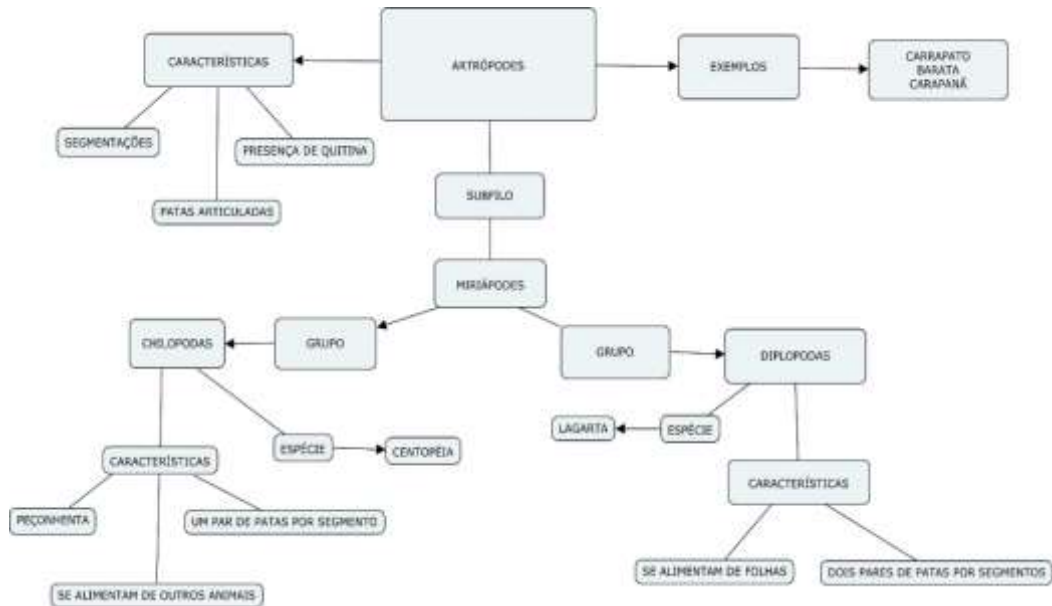 ARTRÓPODES
CARACTERÍSTICAS
EXEMPLOS
CARRAPATO
BARATA
CARAPANÃ
SEGMENTAÇÕES
PRESENÇA DE QUITINA
PATAS ARTICULADAS
SUBFILO
MIRIÁPODES
CHILOPODAS
GRUPO
GRUPO
DIPLOPODAS
LAGARTA
ESPÉCIE
ESPÉCIE
CENTOPÉIA
CARACTERÍSTICAS
CARACTERÍSTICAS
PEÇONHENTA
UM PAR DE PATAS POR SEGMENTO
SE ALIMENTAM DE FOLHAS
DOIS PARES DE PATAS POR SEGMENTOS
SE ALIMENTAM DE OUTROS ANIMAIS